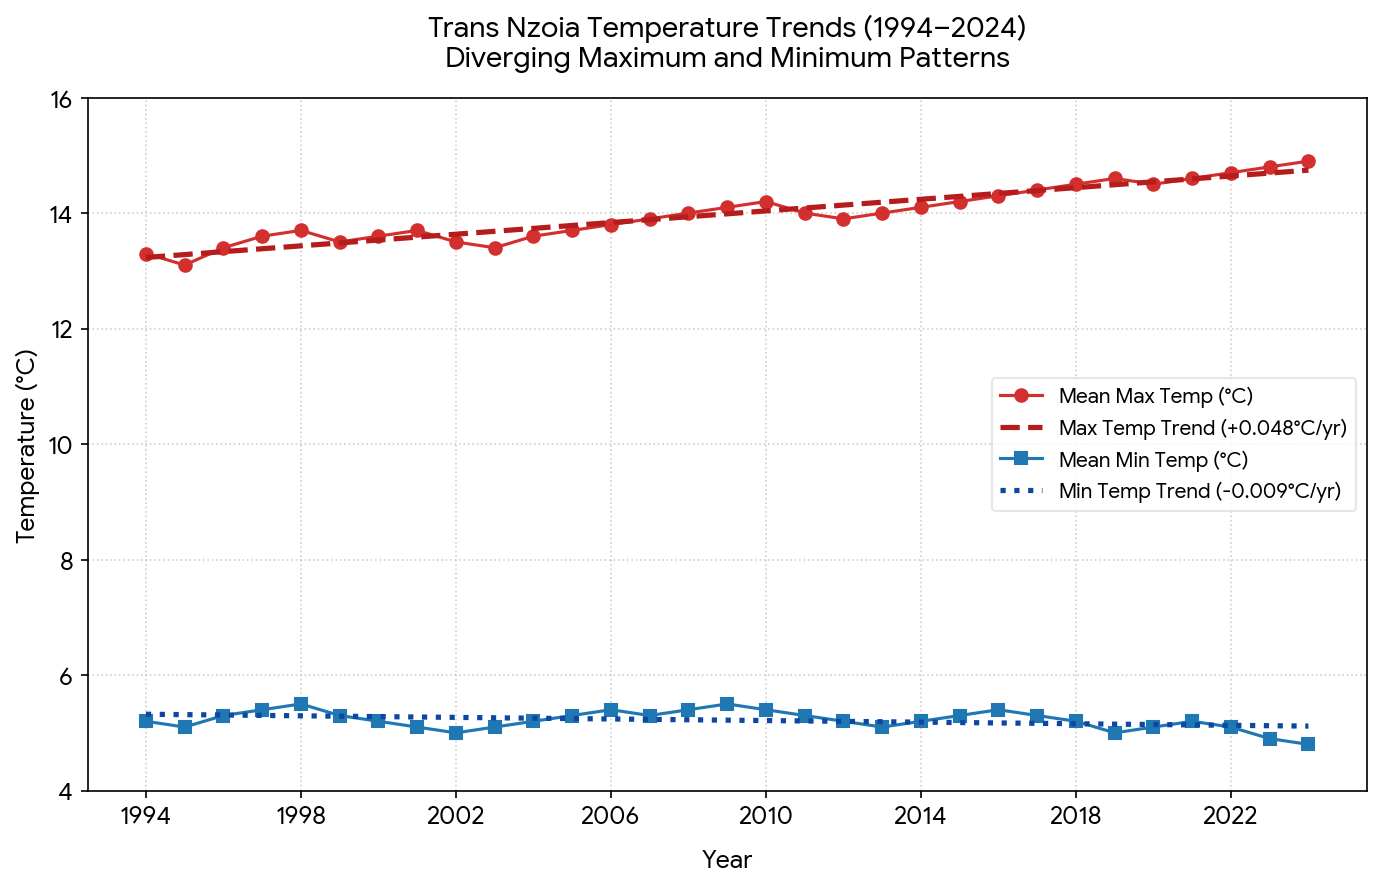 Trans Nzoia Temperature Trends (1994–2024)
Diverging Maximum and Minimum Patterns
16
14
12
10
8
6
4
Temperature (°C)
Mean Max Temp (°C)
Max Temp Trend (+0.048°C/yr)
Mean Min Temp (°C)
Min Temp Trend (-0.009°C/yr)
1994 1998 2002 2006 2010 2014 2018 2022
Year